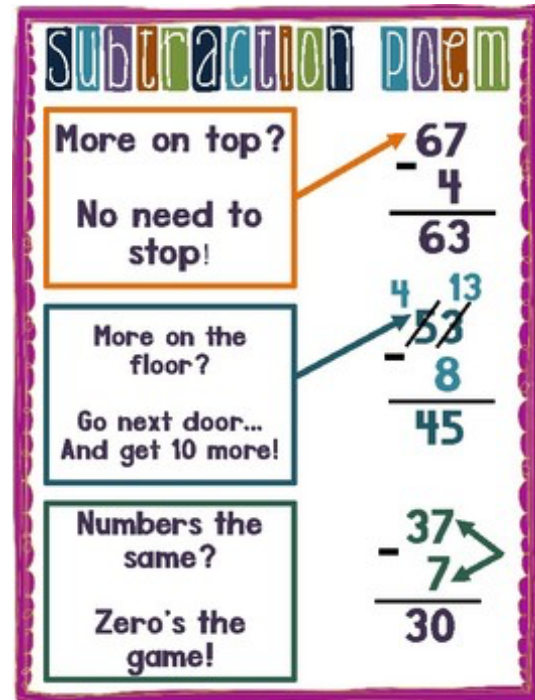 Subtraction Poem
More on top?
No need to
stop!
67
- 4
63
More on the
floor?
Go next door...
And get 10 more!
4 13
53
- 8
45
Numbers the
same?
Zero's the
game!
37
- 7
30